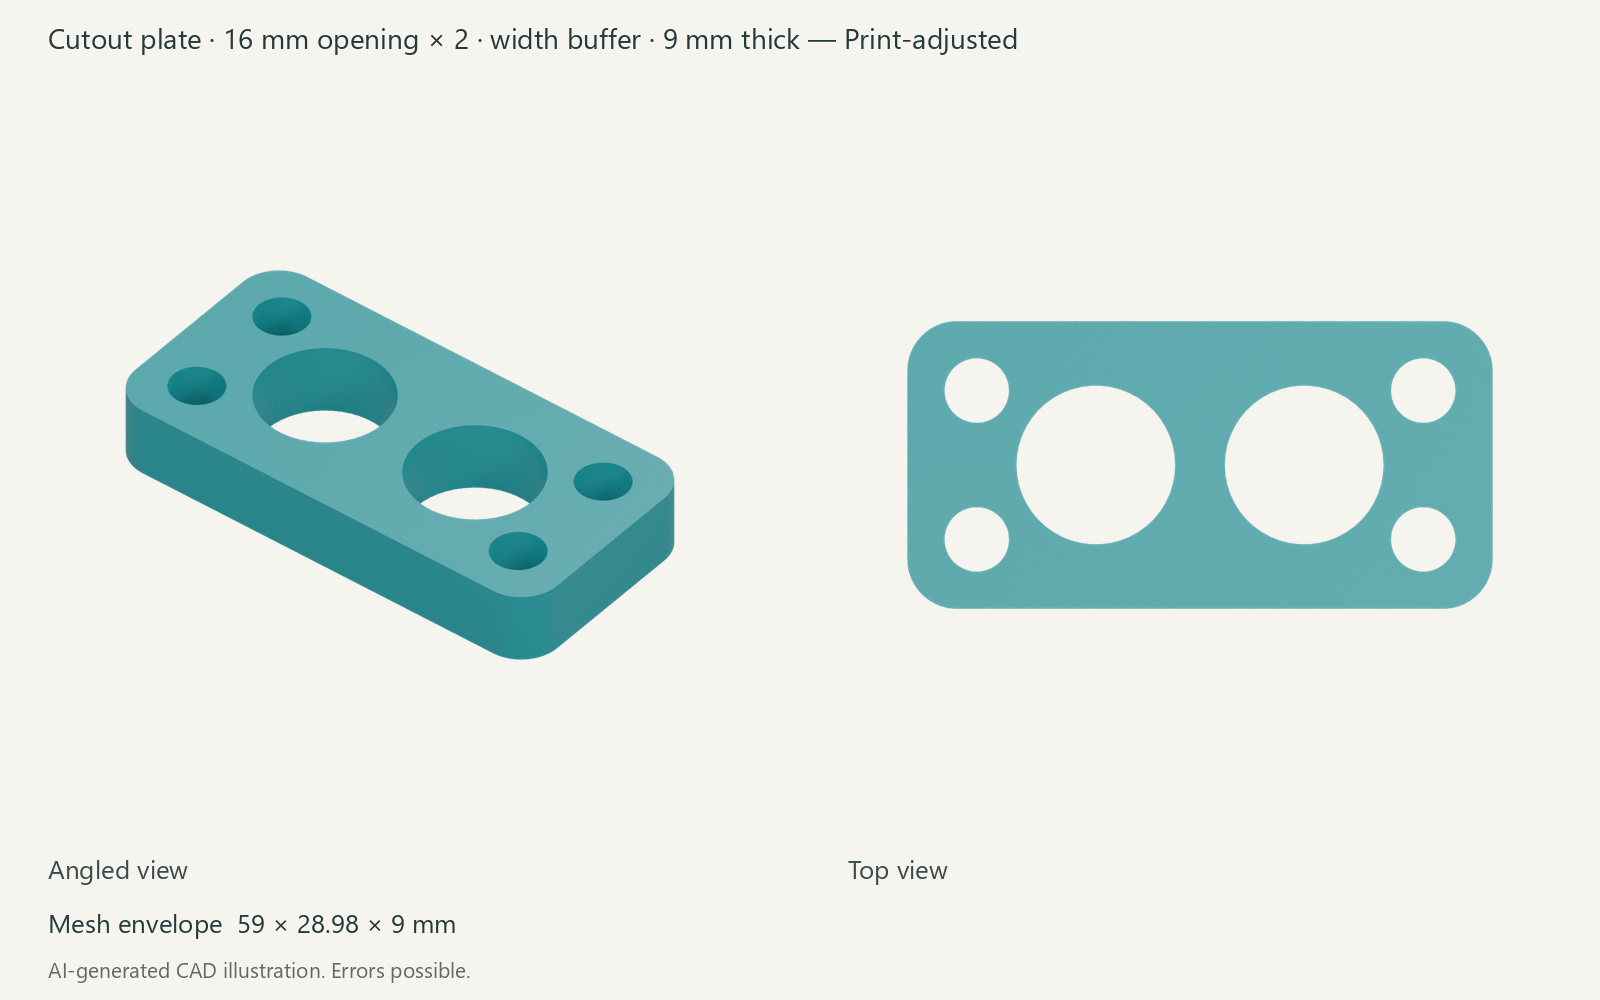 Cutout plate · 16 mm opening × 2 · width buffer · 9 mm thick — Print-adjusted
Angled view
Top view
Mesh envelope 59 × 28.98 × 9 mm
AI-generated CAD illustration. Errors possible.